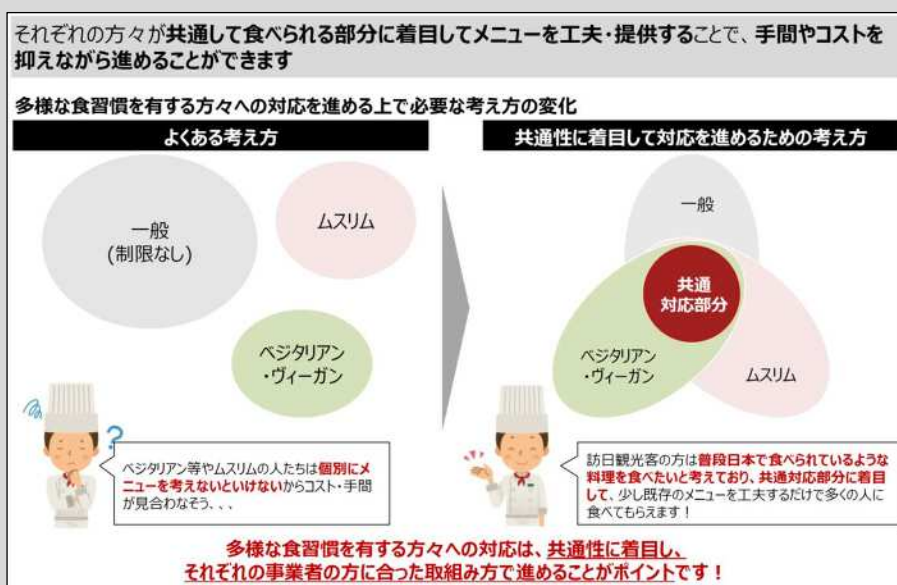 それぞれの方々が共通して食べられる部分に着目してメニューを工夫・提供することで、手間やコストを
抑えながら進めることができます
多様な食習慣を有する方々への対応を進める上で必要な考え方の変化
よくある考え方
一般
(制限なし)
ムスリム
ベジタリアン
・ヴィーガン
?
ベジタリアン等やムスリムの人たちは個別にメ
ニューを考えないといけないからコスト・手間
が見合わなそう、、、
共通性に着目して対応を進めるための考え方
一般
共通
対応部分
ベジタリアン
・ヴィーガン
ムスリム
訪日観光客の方は普段日本で食べられているような
料理を食べたいと考えており、共通対応部分に着目
して、少し既存のメニューを工夫するだけで多くの人に
食べてもらえます！
多様な食習慣を有する方々への対応は、共通性に着目し、
それぞれの事業者の方に合った取組み方で進めることがポイントです！